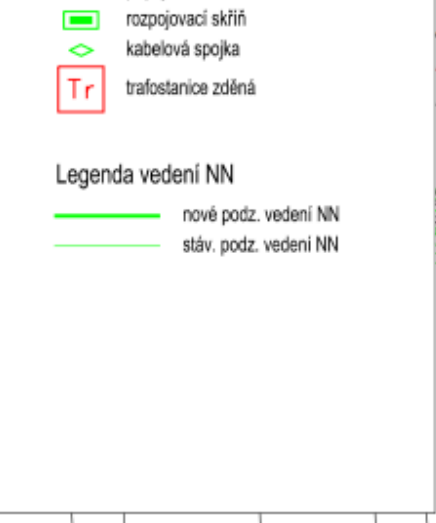 rozpojovací skříň
kabelová spojka
Tr
trafostanice zděná
Legenda vedení NN
nové podz. vedení NN
stáv. podz. vedení NN